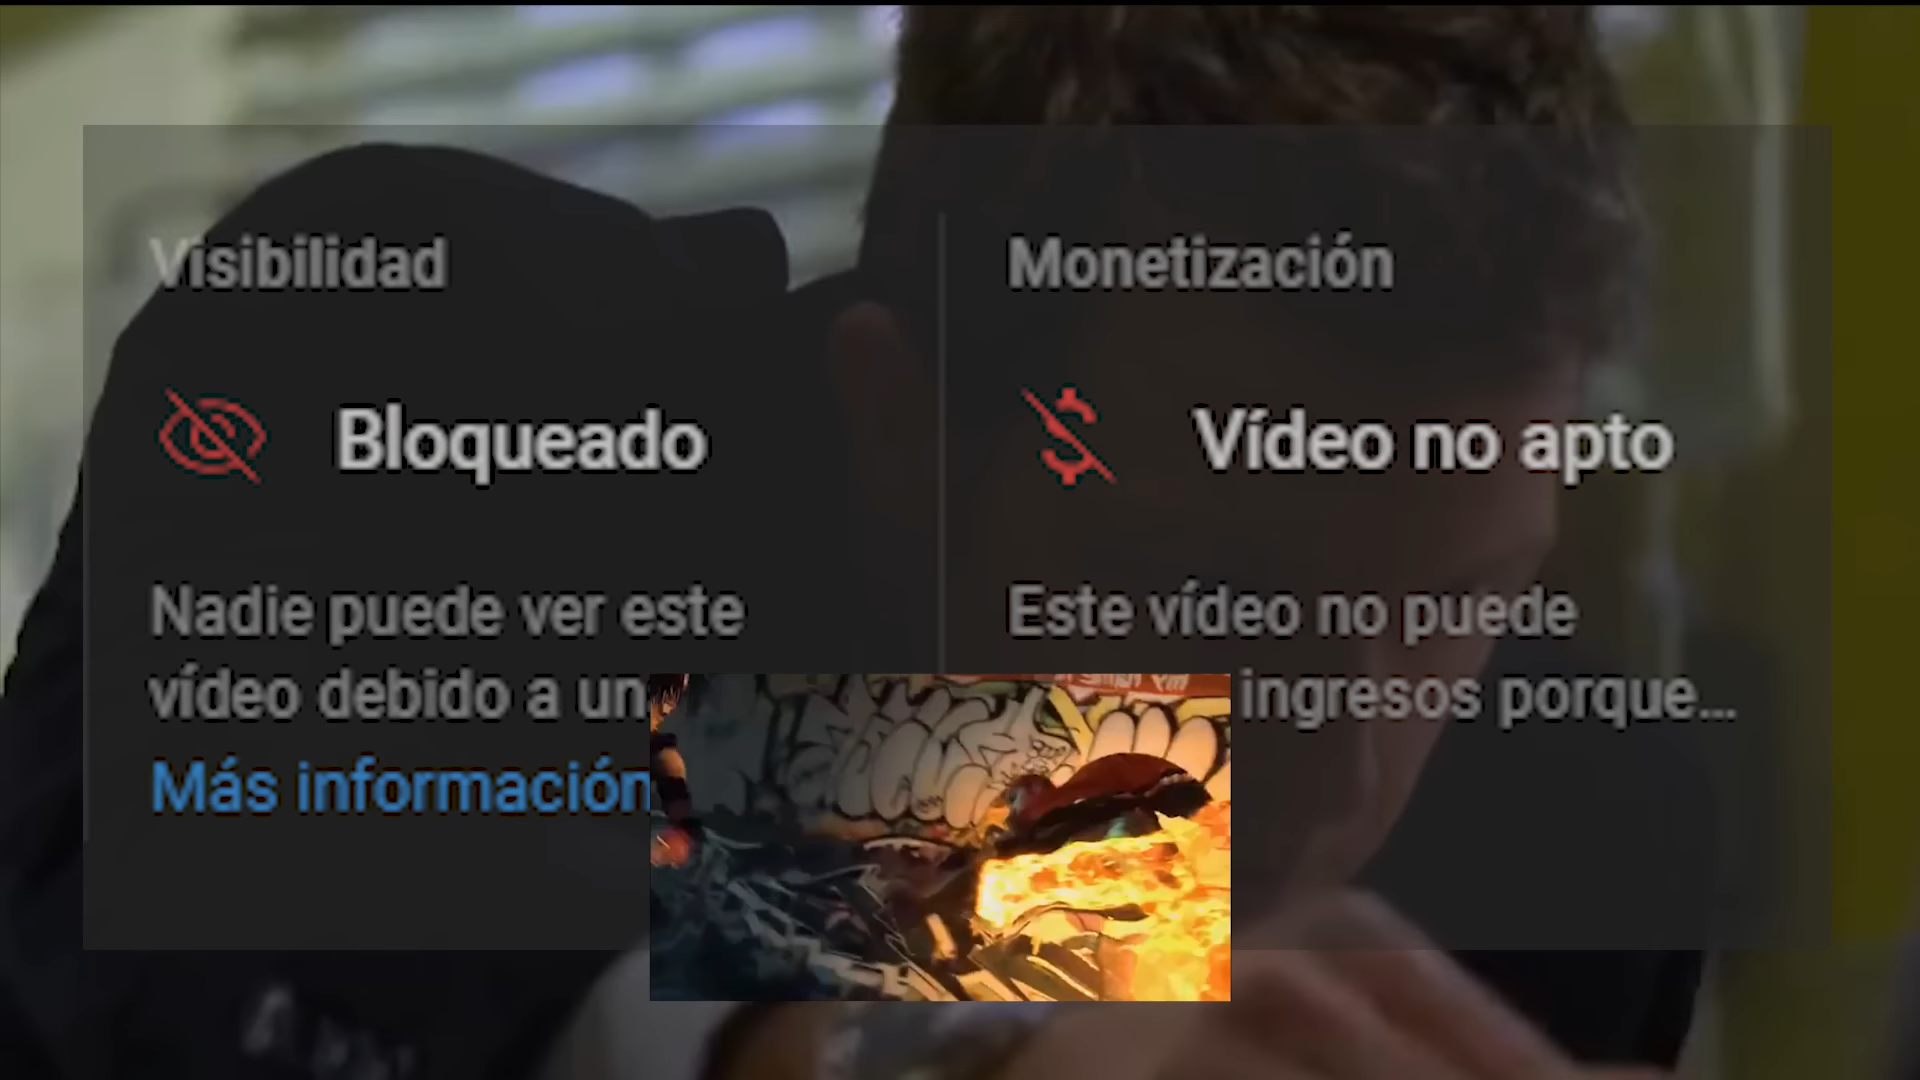 Visibilidad
Bloqueado
Nadie puede ver este
vídeo debido a un
Más información
Monetización
Vídeo no apto
Este vídeo no puede
ingresos porque...